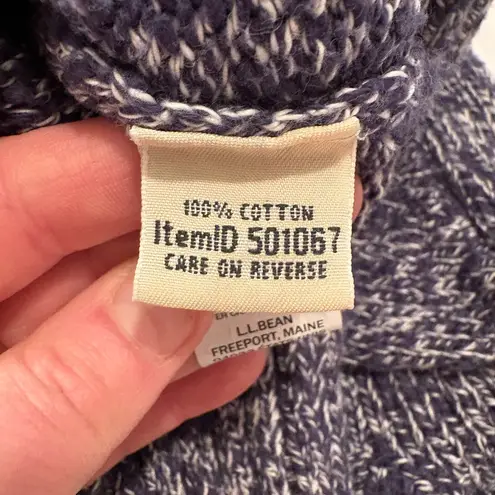 100% COTTON
ItemID 501067
CARE ON REVERSE
L.L.BEAN
FREEPORT, MAINE